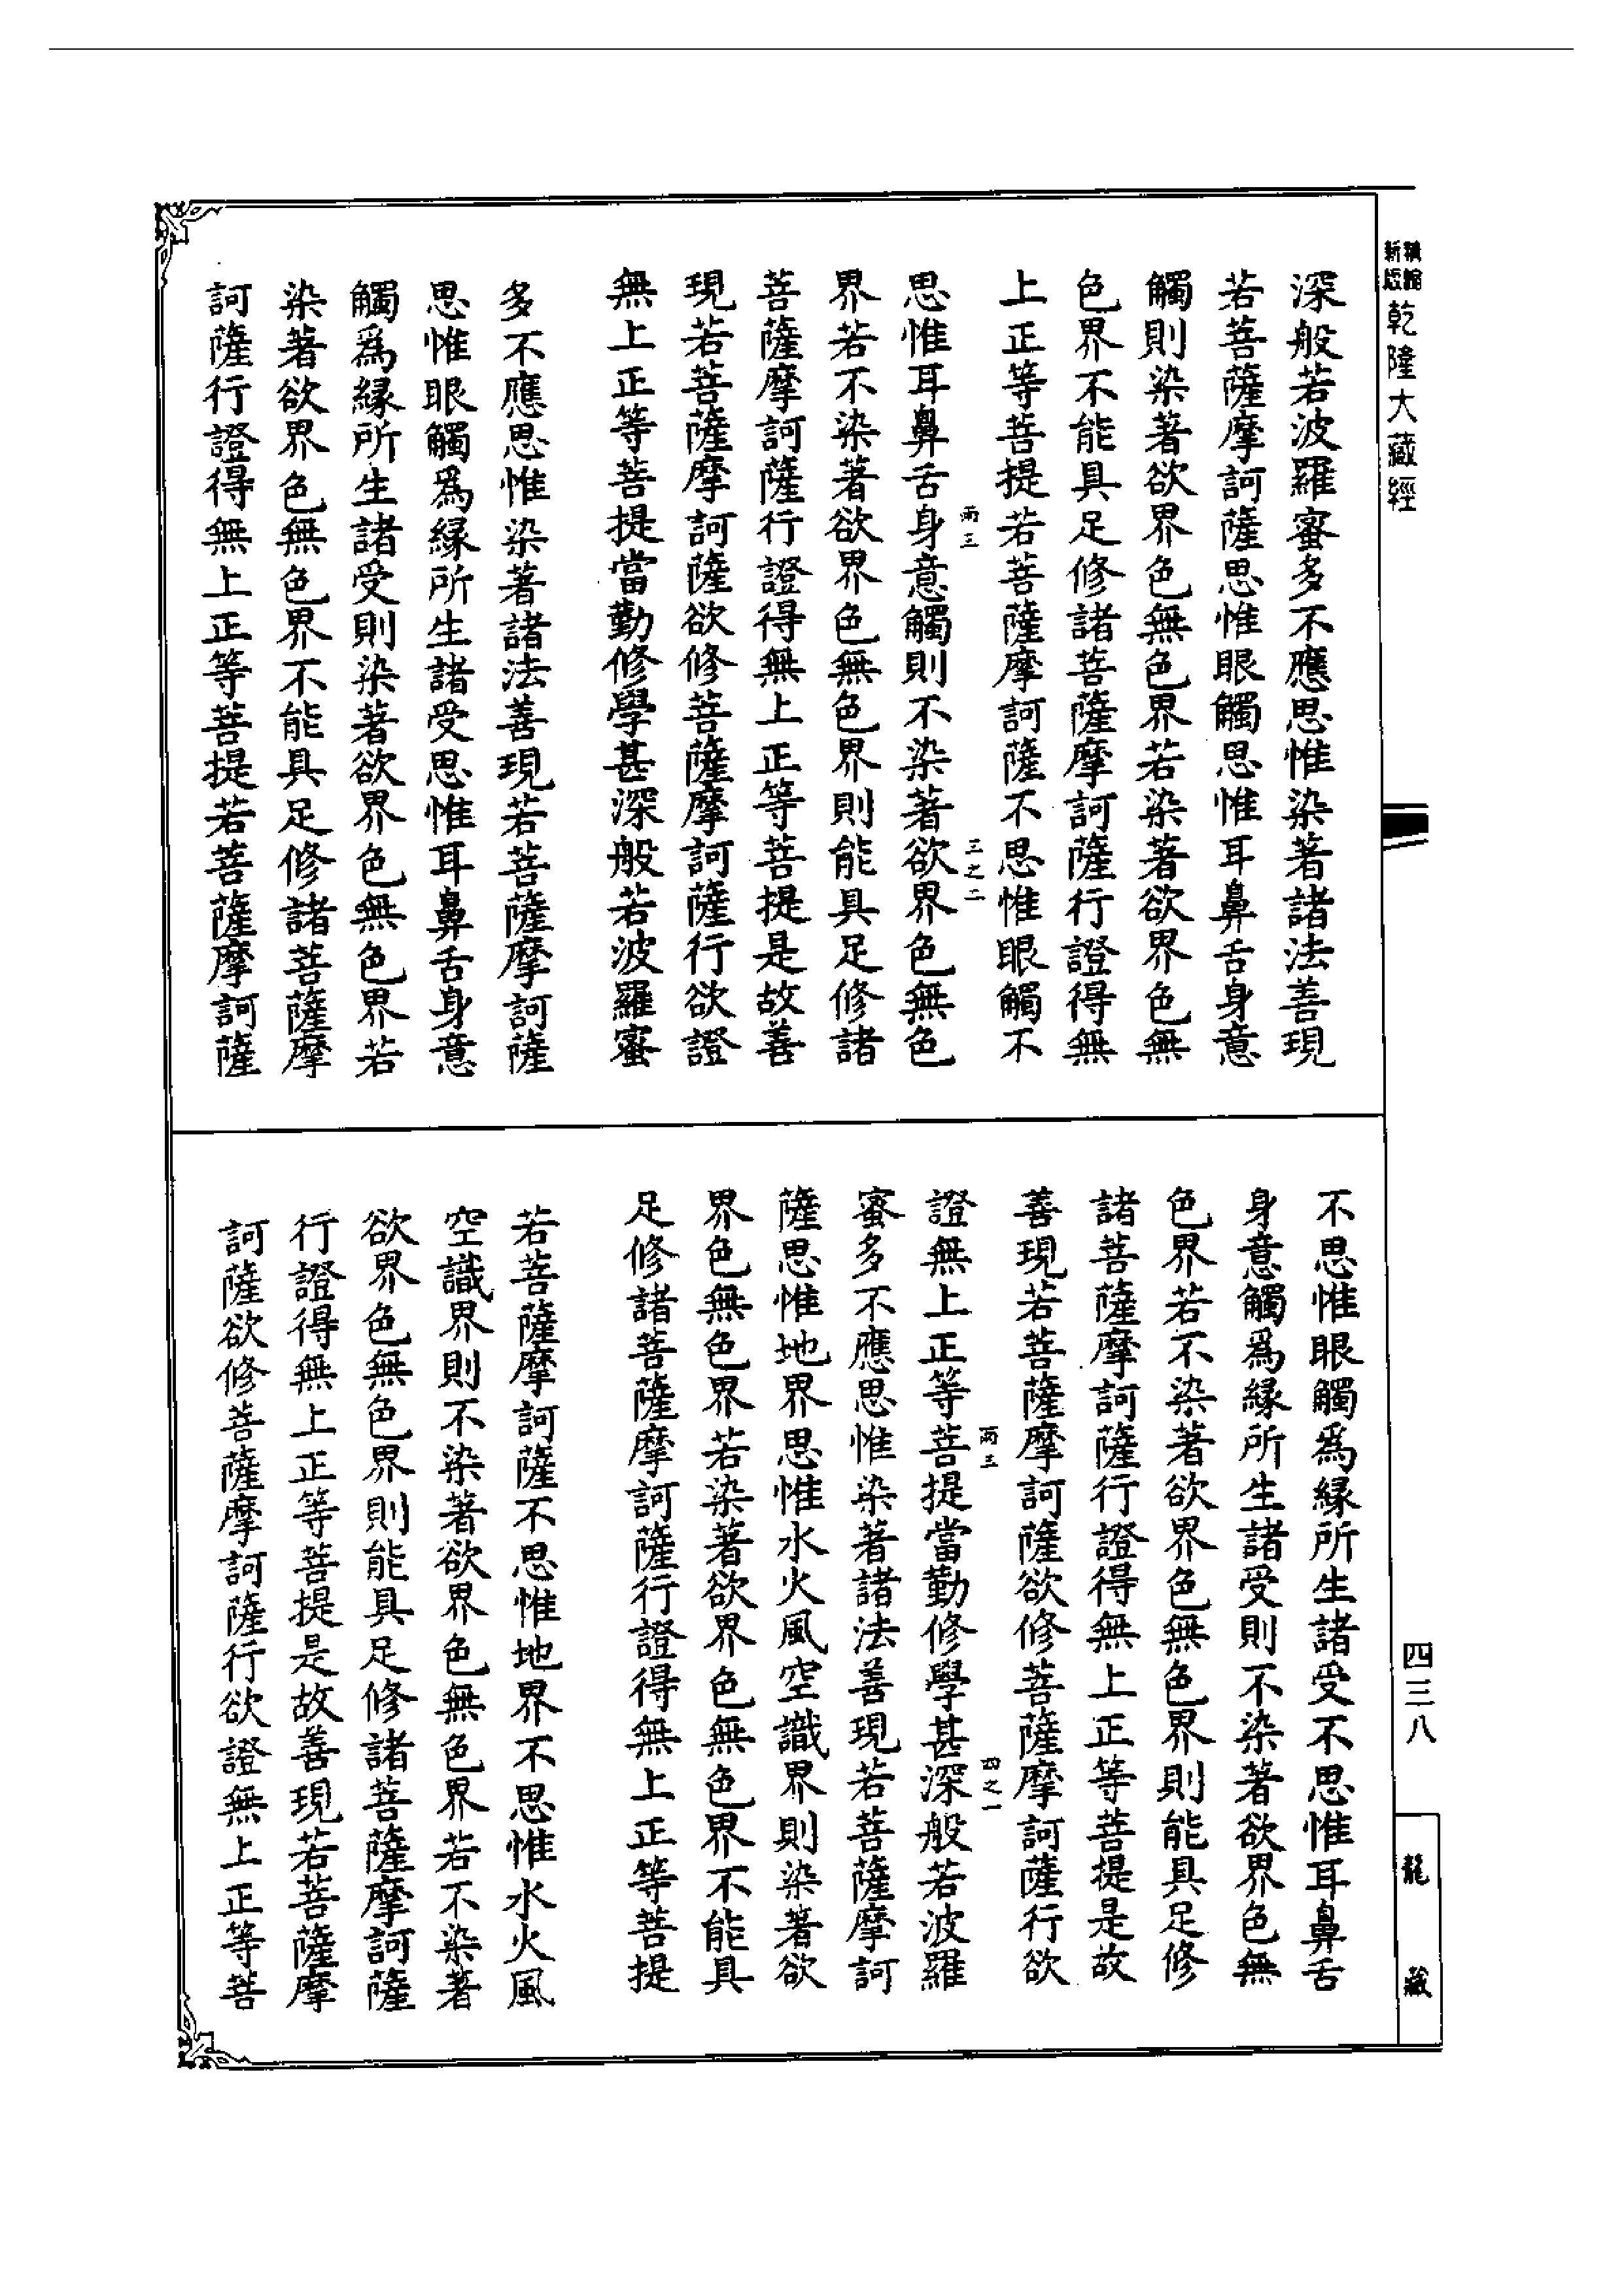 新版
精縮
乾隆大藏經
深般若波羅蜜多不應思惟染著諸法善現
若菩薩摩訶薩思惟眼觸思惟耳鼻舌身意
觸則染著欲界色無色界若染著欲界色無
色界不能具足修諸菩薩摩訶薩行證得無
上正等菩提若菩薩摩訶薩不思惟眼觸不
兩三
三之二
思惟耳鼻舌身意觸則不染著欲界色無色
界若不染著欲界色無色界則能具足修諸
菩薩摩訶薩行證得無上正等菩提是故善
現若菩薩摩訶薩欲修菩薩摩訶薩行欲證
無上正等菩提當勤修學甚深般若波羅蜜
多不應思惟染著諸法善現若菩薩摩訶薩
思惟眼觸爲緣所生諸受思惟耳鼻舌身意
觸爲緣所生諸受則染著欲界色無色界若
染著欲界色無色界不能具足修諸菩薩摩
訶薩行證得無上正等菩提若菩薩摩訶薩
不思惟眼觸爲緣所生諸受不思惟耳鼻舌
身意觸爲緣所生諸受則不染著欲界色無
色界若不染著欲界色無色界則能具足修
諸菩薩摩訶薩行證得無上正等菩提是故
善現若菩薩摩訶薩欲修菩薩摩訶薩行欲
兩三
四之一
證無上正等菩提當勤修學甚深般若波羅
蜜多不應思惟染著諸法善現若菩薩摩訶
薩思惟地界思惟水火風空識界則染著欲
界色無色界若染著欲界色無色界不能具
足修諸菩薩摩訶薩行證得無上正等菩提
若菩薩摩訶薩不思惟地界不思惟水火風
空識界則不染著欲界色無色界若不染著
欲界色無色界則能具足修諸菩薩摩訶薩
行證得無上正等菩提是故善現若菩薩摩
訶薩欲修菩薩摩訶薩行欲證無上正等菩
四三八
龍藏